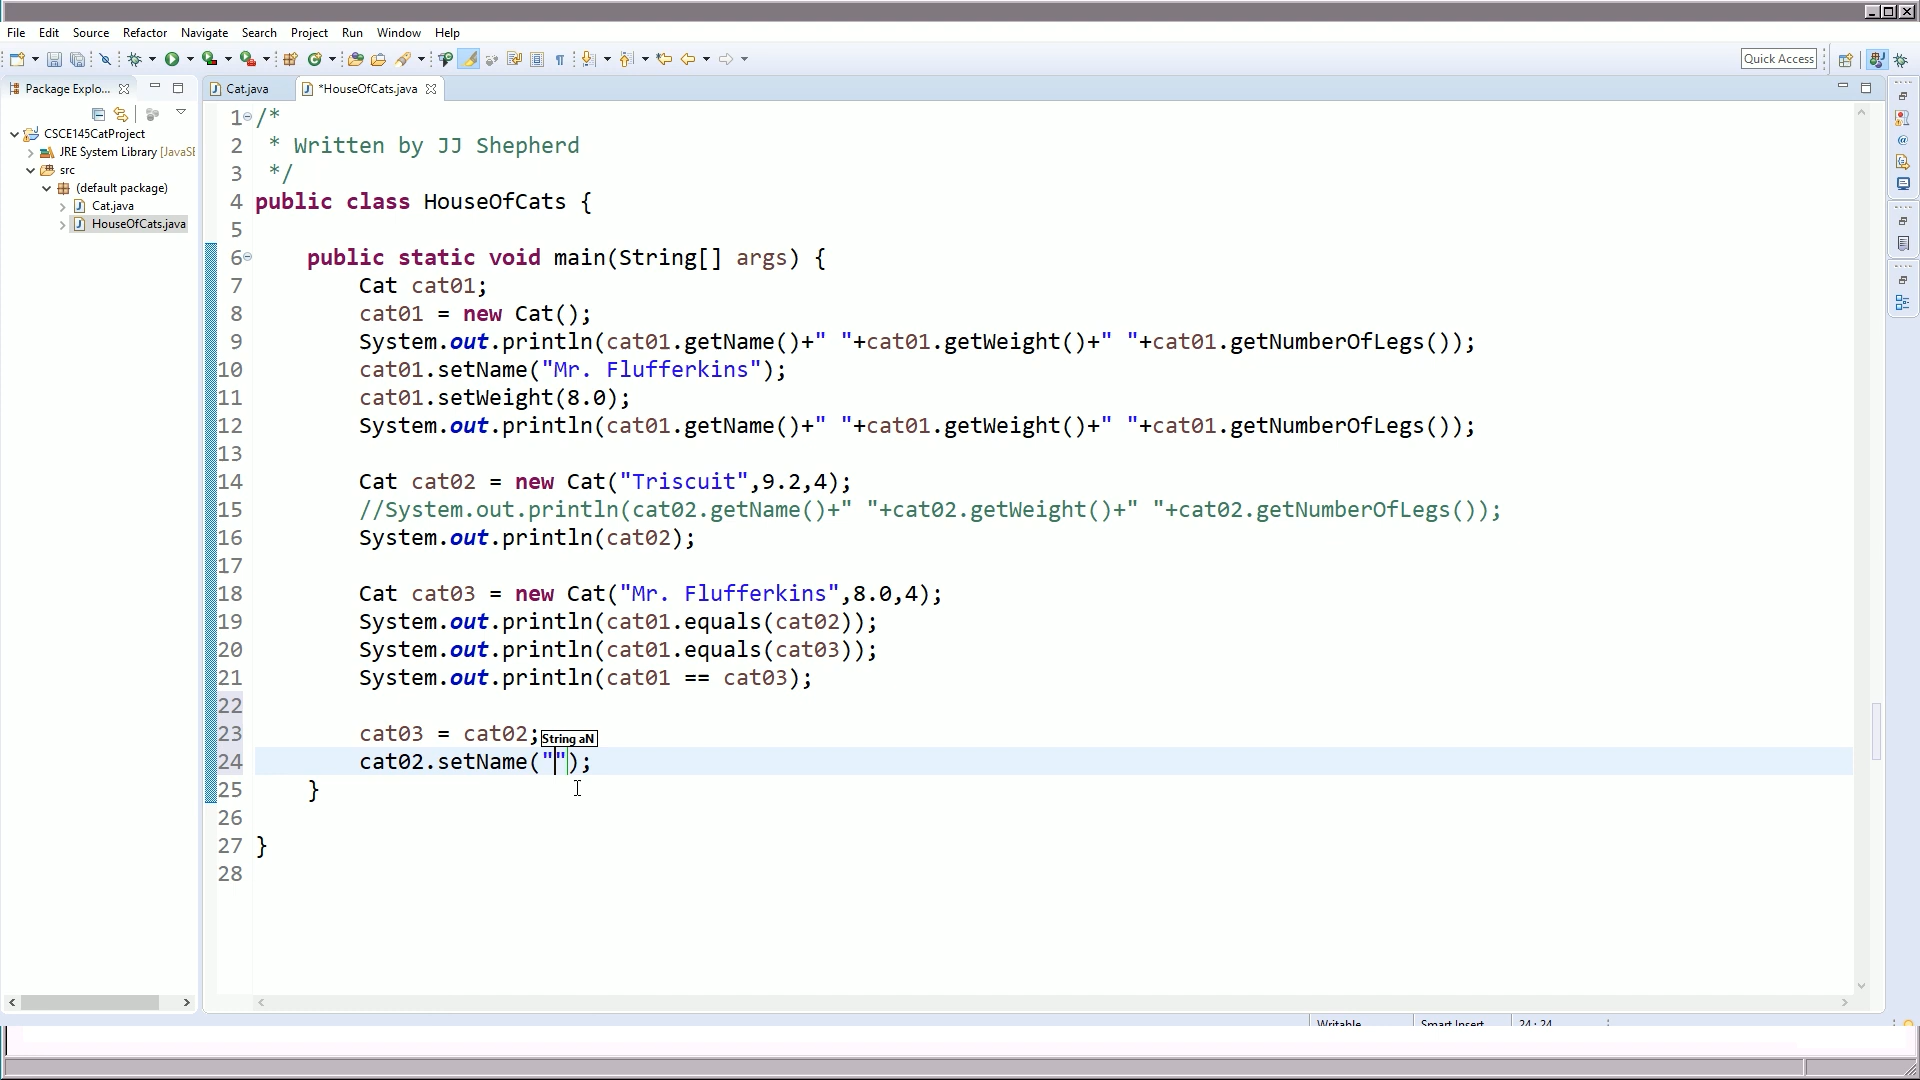 File Edit Source Refactor Navigate Search Project Run Window Help
Quick Access
Package Explo...
Cat.java
*HouseOfCats.java
CSCE145CatProject
JRE System Library [JavaSE
src
(default package)
Cat.java
HouseOfCats.java
1 /*
2 * Written by JJ Shepherd
3 */
4 public class HouseOfCats {
5
6 public static void main(String[] args) {
7 Cat cat01;
8 cat01 = new Cat();
9 System.out.println(cat01.getName()+" "+cat01.getWeight()+" "+cat01.getNumberOfLegs());
10 cat01.setName("Mr. Flufferkins");
11 cat01.setWeight(8.0);
12 System.out.println(cat01.getName()+" "+cat01.getWeight()+" "+cat01.getNumberOfLegs());
13
14 Cat cat02 = new Cat("Triscuit",9.2,4);
15 //System.out.println(cat02.getName()+" "+cat02.getWeight()+" "+cat02.getNumberOfLegs());
16 System.out.println(cat02);
17
18 Cat cat03 = new Cat("Mr. Flufferkins",8.0,4);
19 System.out.println(cat01.equals(cat02));
20 System.out.println(cat01.equals(cat03));
21 System.out.println(cat01 == cat03);
22
23 cat03 = cat02;
String aN
24 cat02.setName("");
25 }
26
27 }
28
Writable Smart Insert 24 : 24